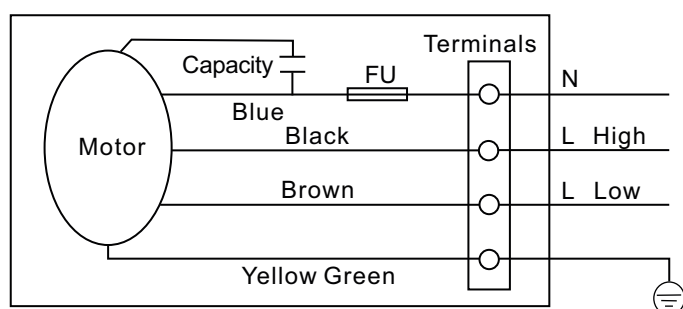 Terminals
Capacity
FU
N
Blue
Motor
Black
L High
Brown
L Low
Yellow Green